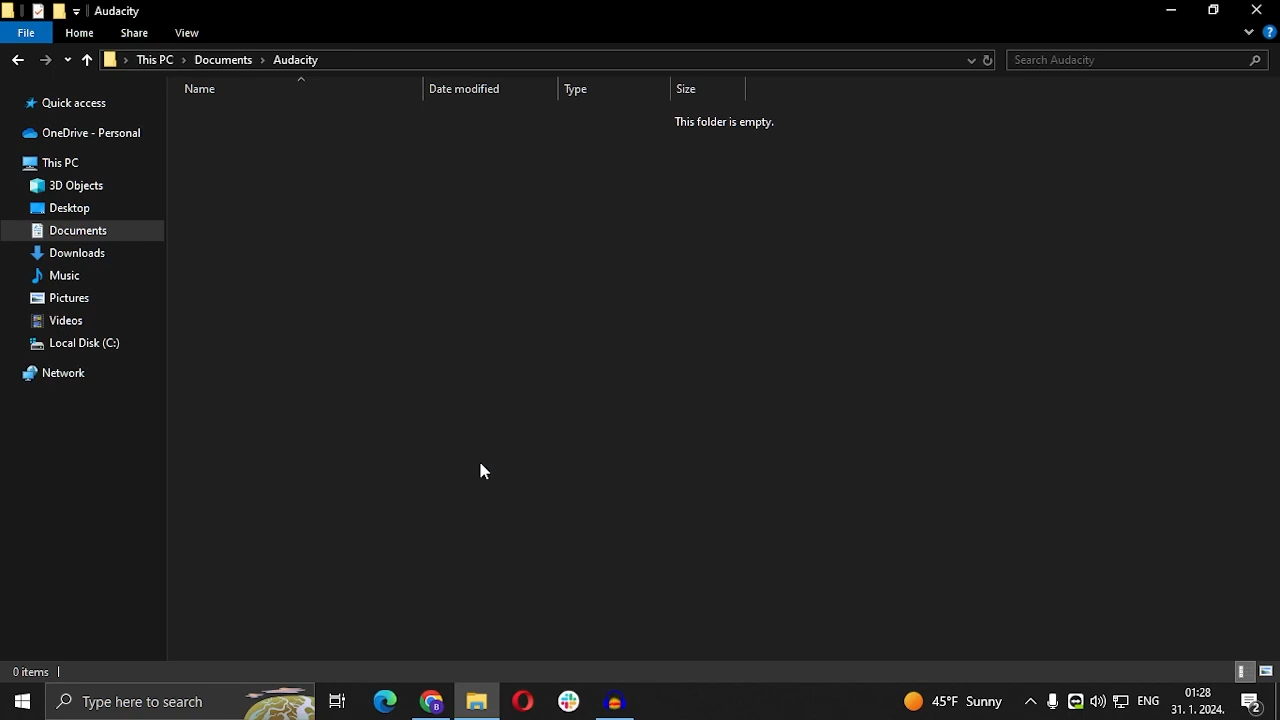 Audacity
File Home Share View
This PC Documents Audacity
Search Audacity
Name Date modified Type Size
This folder is empty.
Quick access
OneDrive - Personal
This PC
3D Objects
Desktop
Documents
Downloads
Music
Pictures
Videos
Local Disk (C:)
Network
0 items
Type here to search
45°F Sunny
ENG
01:28
31. 1. 2024.
2